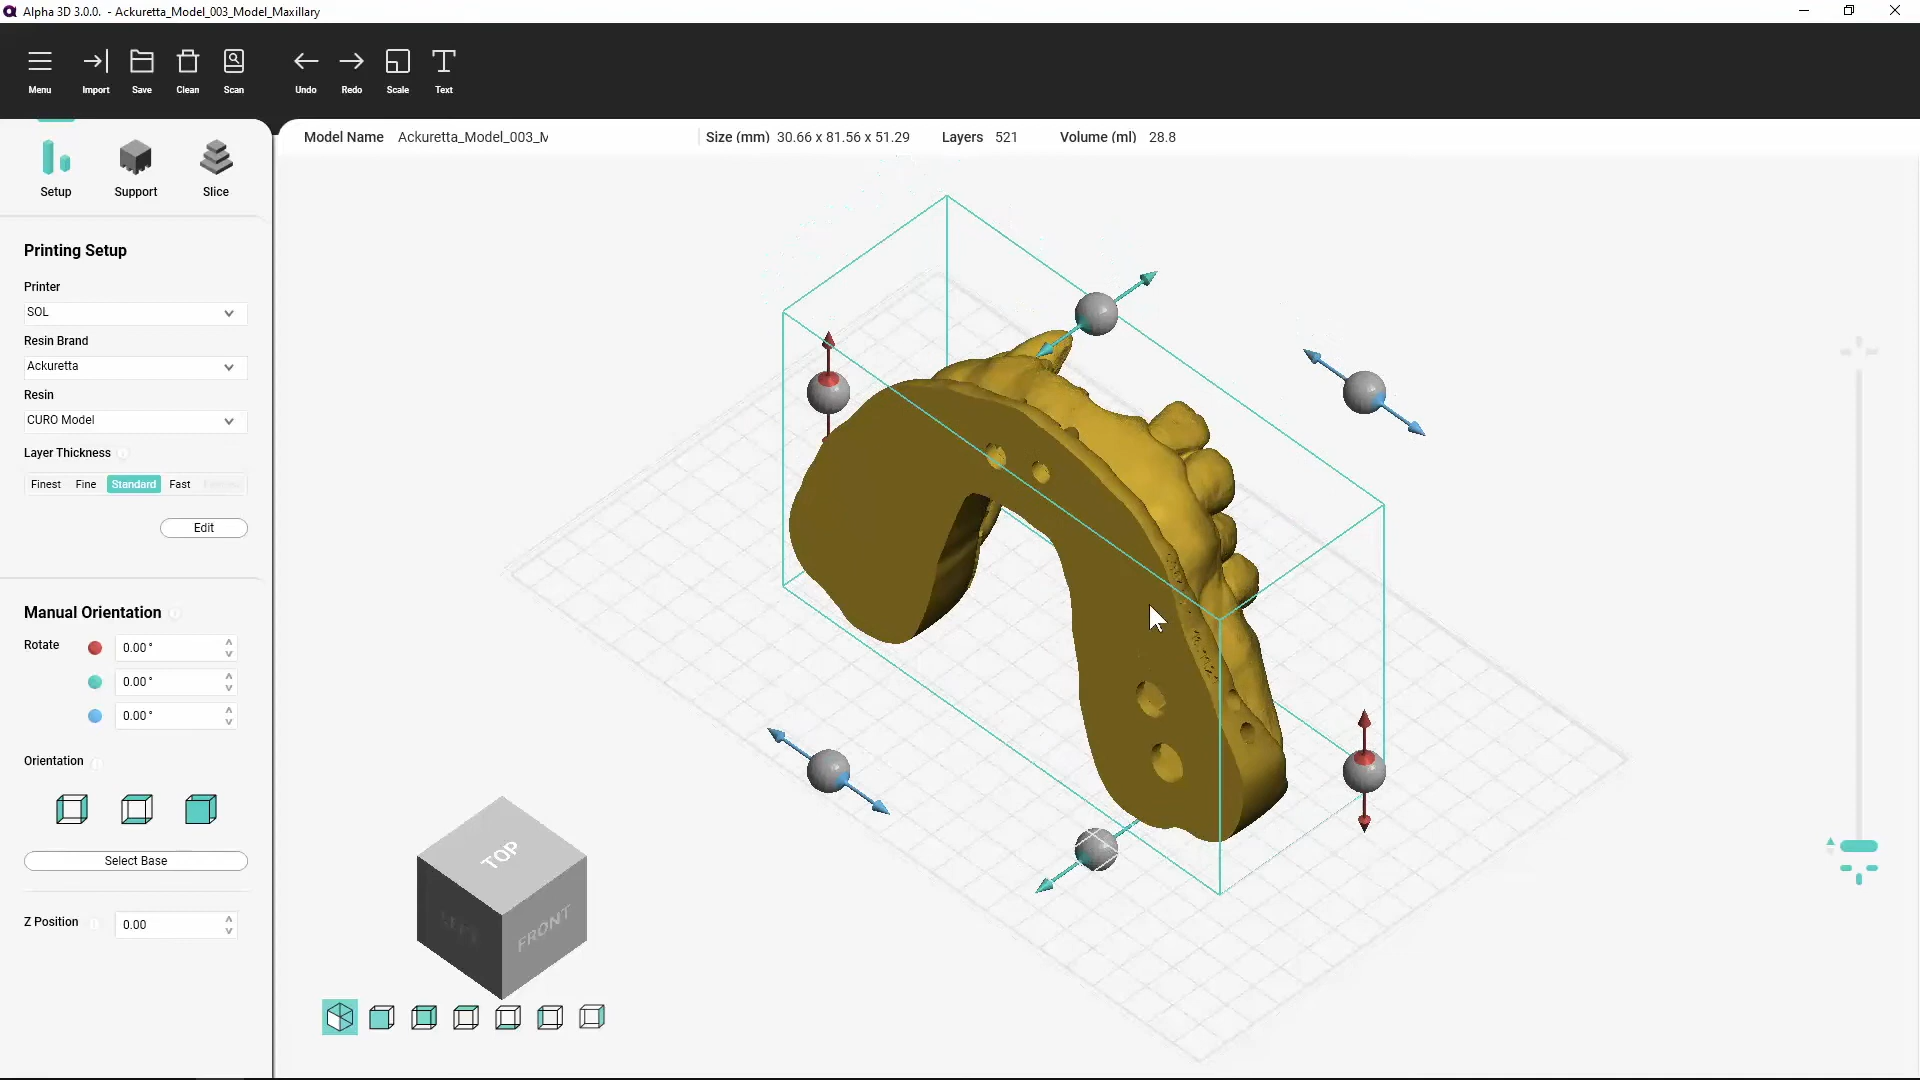 Alpha 3D 3.0.0. - Ackuretta_Model_003_Model_Maxillary
Menu Import Save Clean Scan Undo Redo Scale Text
Model Name Ackuretta_Model_003_M Size (mm) 30.66 x 81.56 x 51.29 Layers 521 Volume (ml) 28.8
Setup Support Slice
Printing Setup
Printer
SOL
Resin Brand
Ackuretta
Resin
CURO Model
Layer Thickness
Finest Fine Standard Fast
Edit
Manual Orientation
Rotate 0.00°
0.00°
0.00°
Orientation
Select Base
Z Position 0.00
TOP
LEFT FRONT